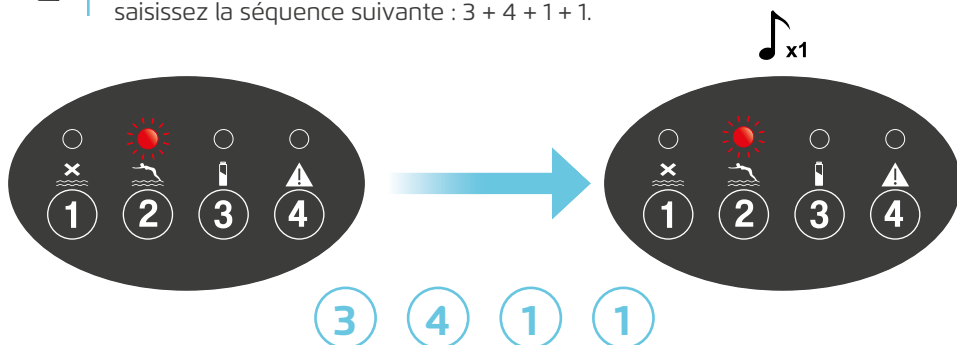 saisissez la séquence suivante : 3 + 4 + 1 + 1.
x1
1 2 3 4
1 2 3 4
3 4 1 1